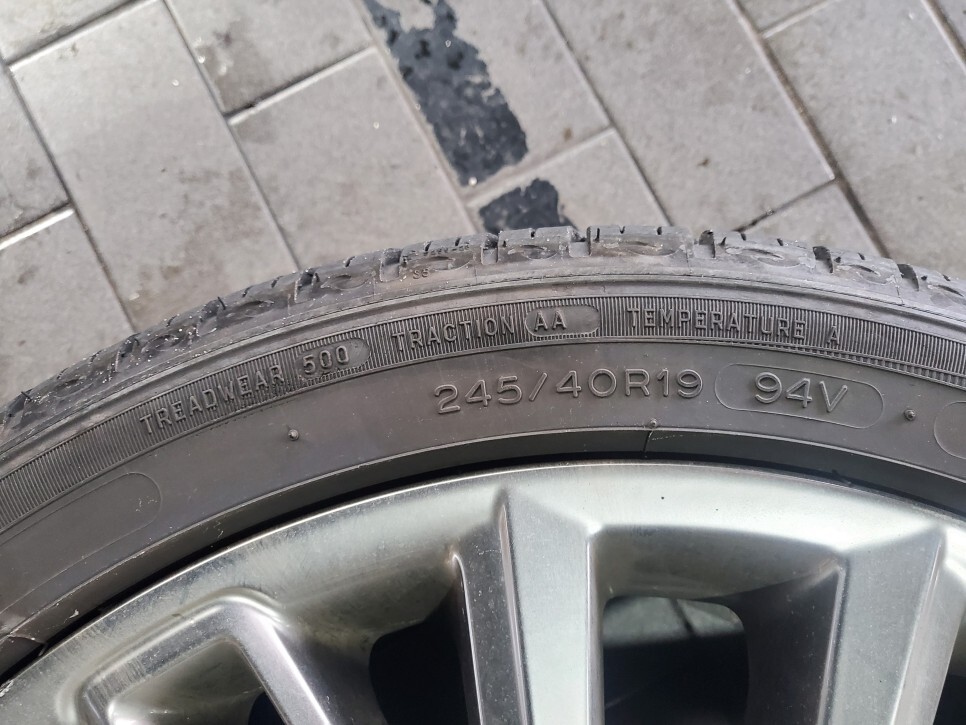 TREADWEAR 500 TRACTION AA TEMPERATURE A
245/40R19 94V